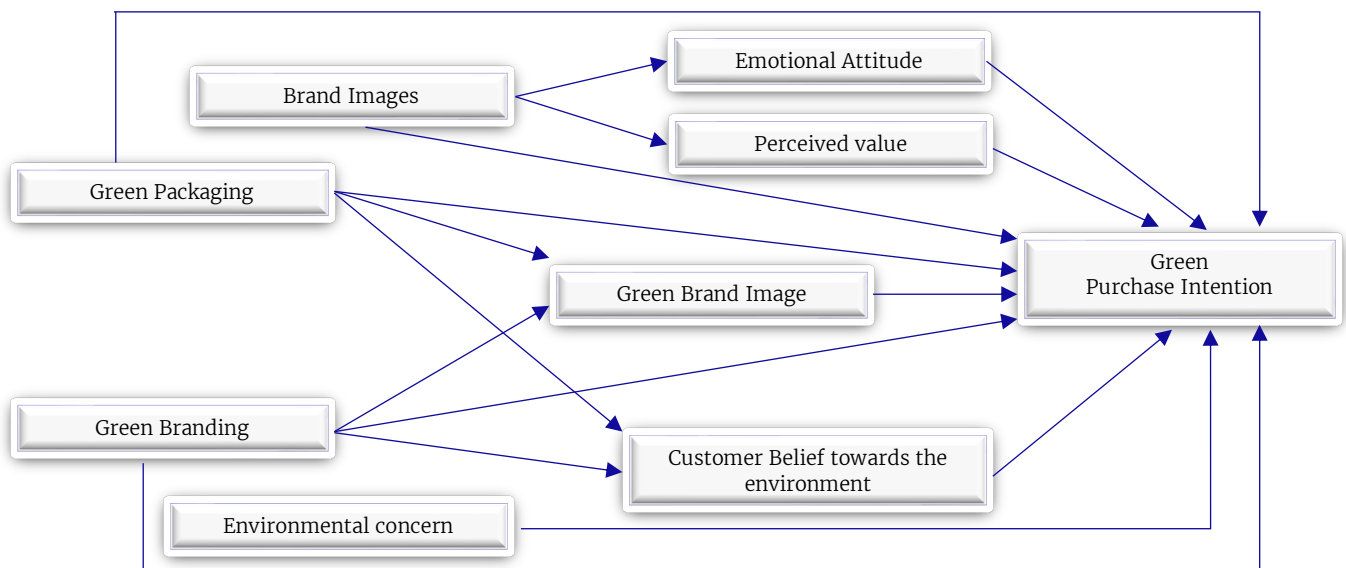 Emotional Attitude
Brand Images
Perceived value
Green Packaging
Green
Purchase Intention
Green Brand Image
Green Branding
Customer Belief towards the
environment
Environmental concern